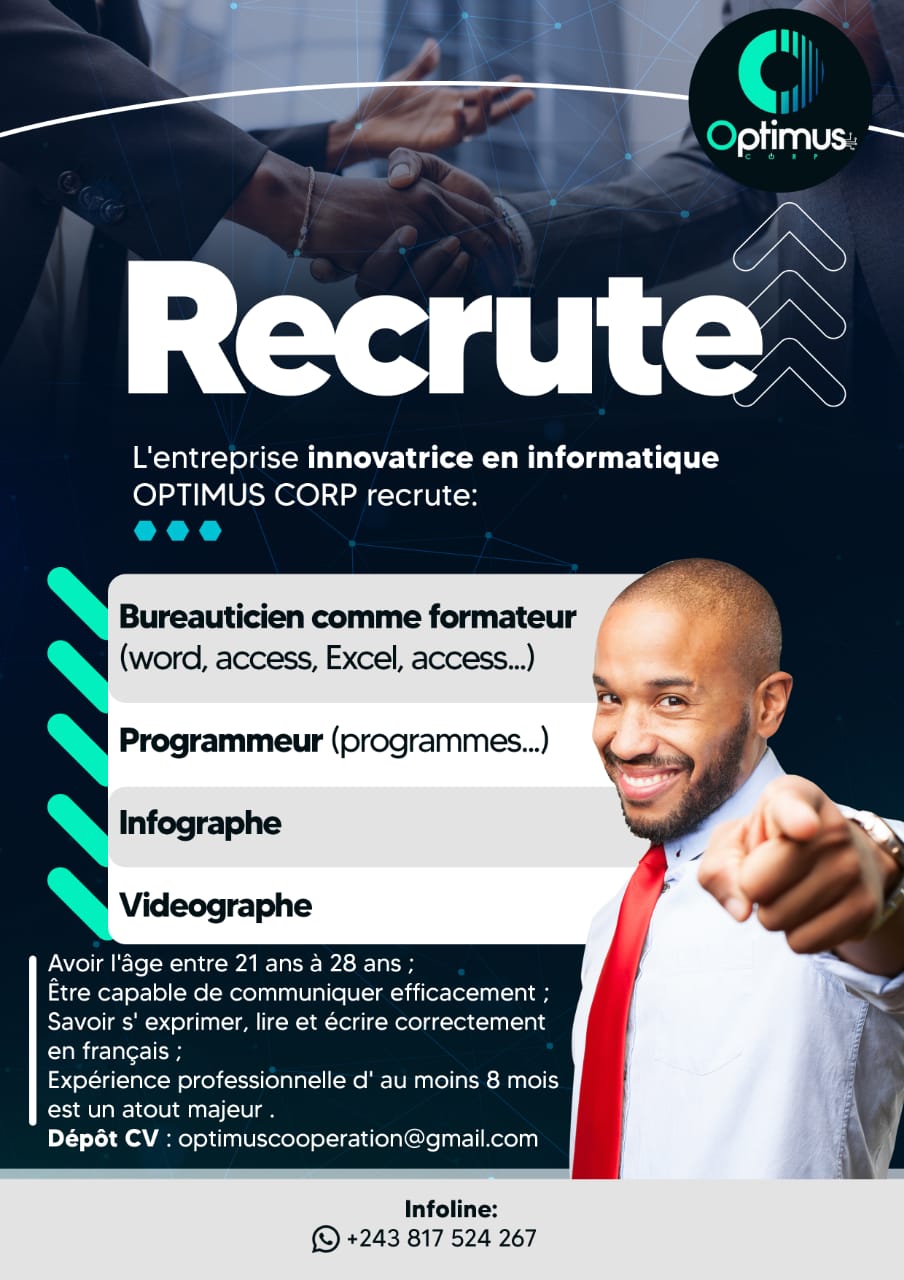 Optimus
CORP
Recrute
L'entreprise innovatrice en informatique
OPTIMUS CORP recrute:
Bureauticien comme formateur
(word, access, Excel, access...)
Programmeur (programmes...)
Infographe
Videographe
Avoir l'âge entre 21 ans à 28 ans ;
Être capable de communiquer efficacement ;
Savoir s' exprimer, lire et écrire correctement
en français ;
Expérience professionnelle d' au moins 8 mois
est un atout majeur .
Dépôt CV : optimuscooperation@gmail.com
Infoline:
+243 817 524 267